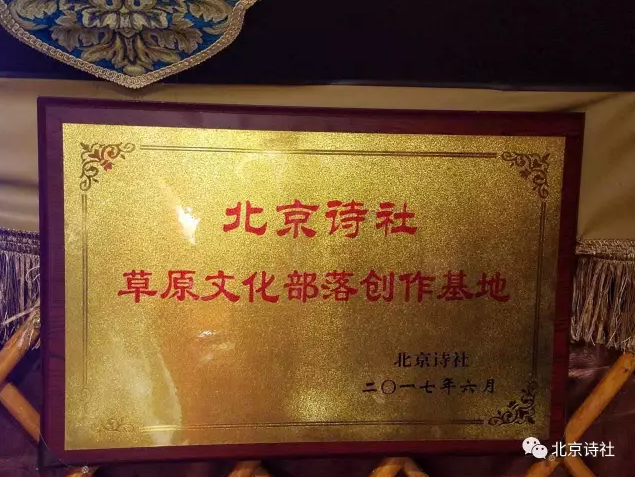 北京诗社
草原文化部落创作基地
北京诗社
二〇一七年六月
北京诗社